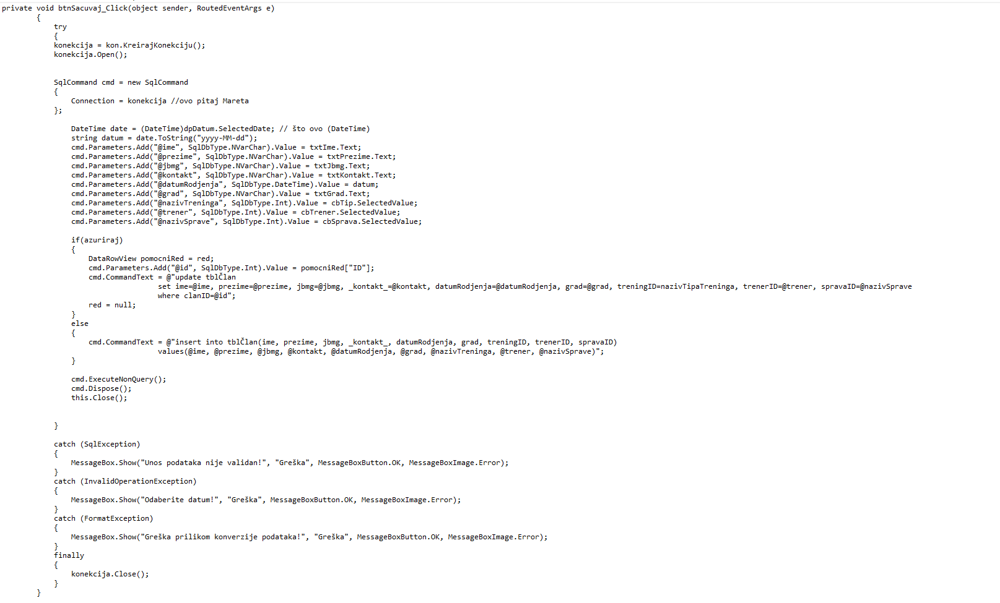 private void btnSacuvaj_Click(object sender, RoutedEventArgs e)
{
try
{
konekcija = kon.KreirajKonekciju();
konekcija.Open();
SqlCommand cmd = new SqlCommand
{
Connection = konekcija //ovo pitaj Mareta
};
DateTime date = (DateTime)dpDatum.SelectedDate; // što ovo (DateTime)
string datum = date.ToString("yyyy-MM-dd");
cmd.Parameters.Add("@ime", SqlDbType.NVarChar).Value = txtIme.Text;
cmd.Parameters.Add("@prezime", SqlDbType.NVarChar).Value = txtPrezime.Text;
cmd.Parameters.Add("@jbmg", SqlDbType.NVarChar).Value = txtJbmg.Text;
cmd.Parameters.Add("@kontakt", SqlDbType.NVarChar).Value = txtKontakt.Text;
cmd.Parameters.Add("@datumRodjenja", SqlDbType.DateTime).Value = datum;
cmd.Parameters.Add("@grad", SqlDbType.NVarChar).Value = txtGrad.Text;
cmd.Parameters.Add("@nazivTreninga", SqlDbType.Int).Value = cbTip.SelectedValue;
cmd.Parameters.Add("@trener", SqlDbType.Int).Value = cbTrener.SelectedValue;
cmd.Parameters.Add("@nazivSprave", SqlDbType.Int).Value = cbSprava.SelectedValue;
if(azuriraj)
{
DataRowView pomocniRed = red;
cmd.Parameters.Add("@id", SqlDbType.Int).Value = pomocniRed["ID"];
cmd.CommandText = @"update tblČlan
set ime=@ime, prezime=@prezime, jbmg=@jbmg, _kontakt_=@kontakt, datumRodjenja=@datumRodjenja, grad=@grad, treningID=nazivTipaTreninga, trenerID=@trener, spravaID=@nazivSprave
where clanID=@id";
red = null;
}
else
{
cmd.CommandText = @"insert into tblČlan(ime, prezime, jbmg, _kontakt_, datumRodjenja, grad, treningID, trenerID, spravaID)
values(@ime, @prezime, @jbmg, @kontakt, @datumRodjenja, @grad, @nazivTreninga, @trener, @nazivSprave)";
}
cmd.ExecuteNonQuery();
cmd.Dispose();
this.Close();
}
catch (SqlException)
{
MessageBox.Show("Unos podataka nije validan!", "Greška", MessageBoxButton.OK, MessageBoxImage.Error);
}
catch (InvalidOperationException)
{
MessageBox.Show("Odaberite datum!", "Greška", MessageBoxButton.OK, MessageBoxImage.Error);
}
catch (FormatException)
{
MessageBox.Show("Greška prilikom konverzije podataka!", "Greška", MessageBoxButton.OK, MessageBoxImage.Error);
}
finally
{
konekcija.Close();
}
}